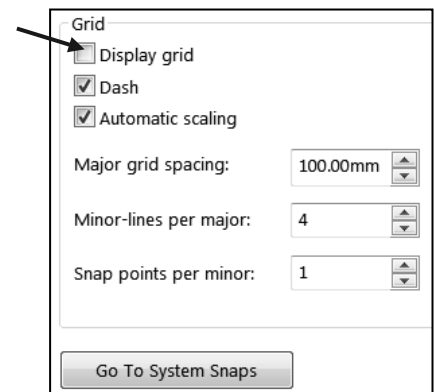 Grid
Display grid
Dash
Automatic scaling
Major grid spacing: 100.00mm
Minor-lines per major: 4
Snap points per minor: 1
Go To System Snaps